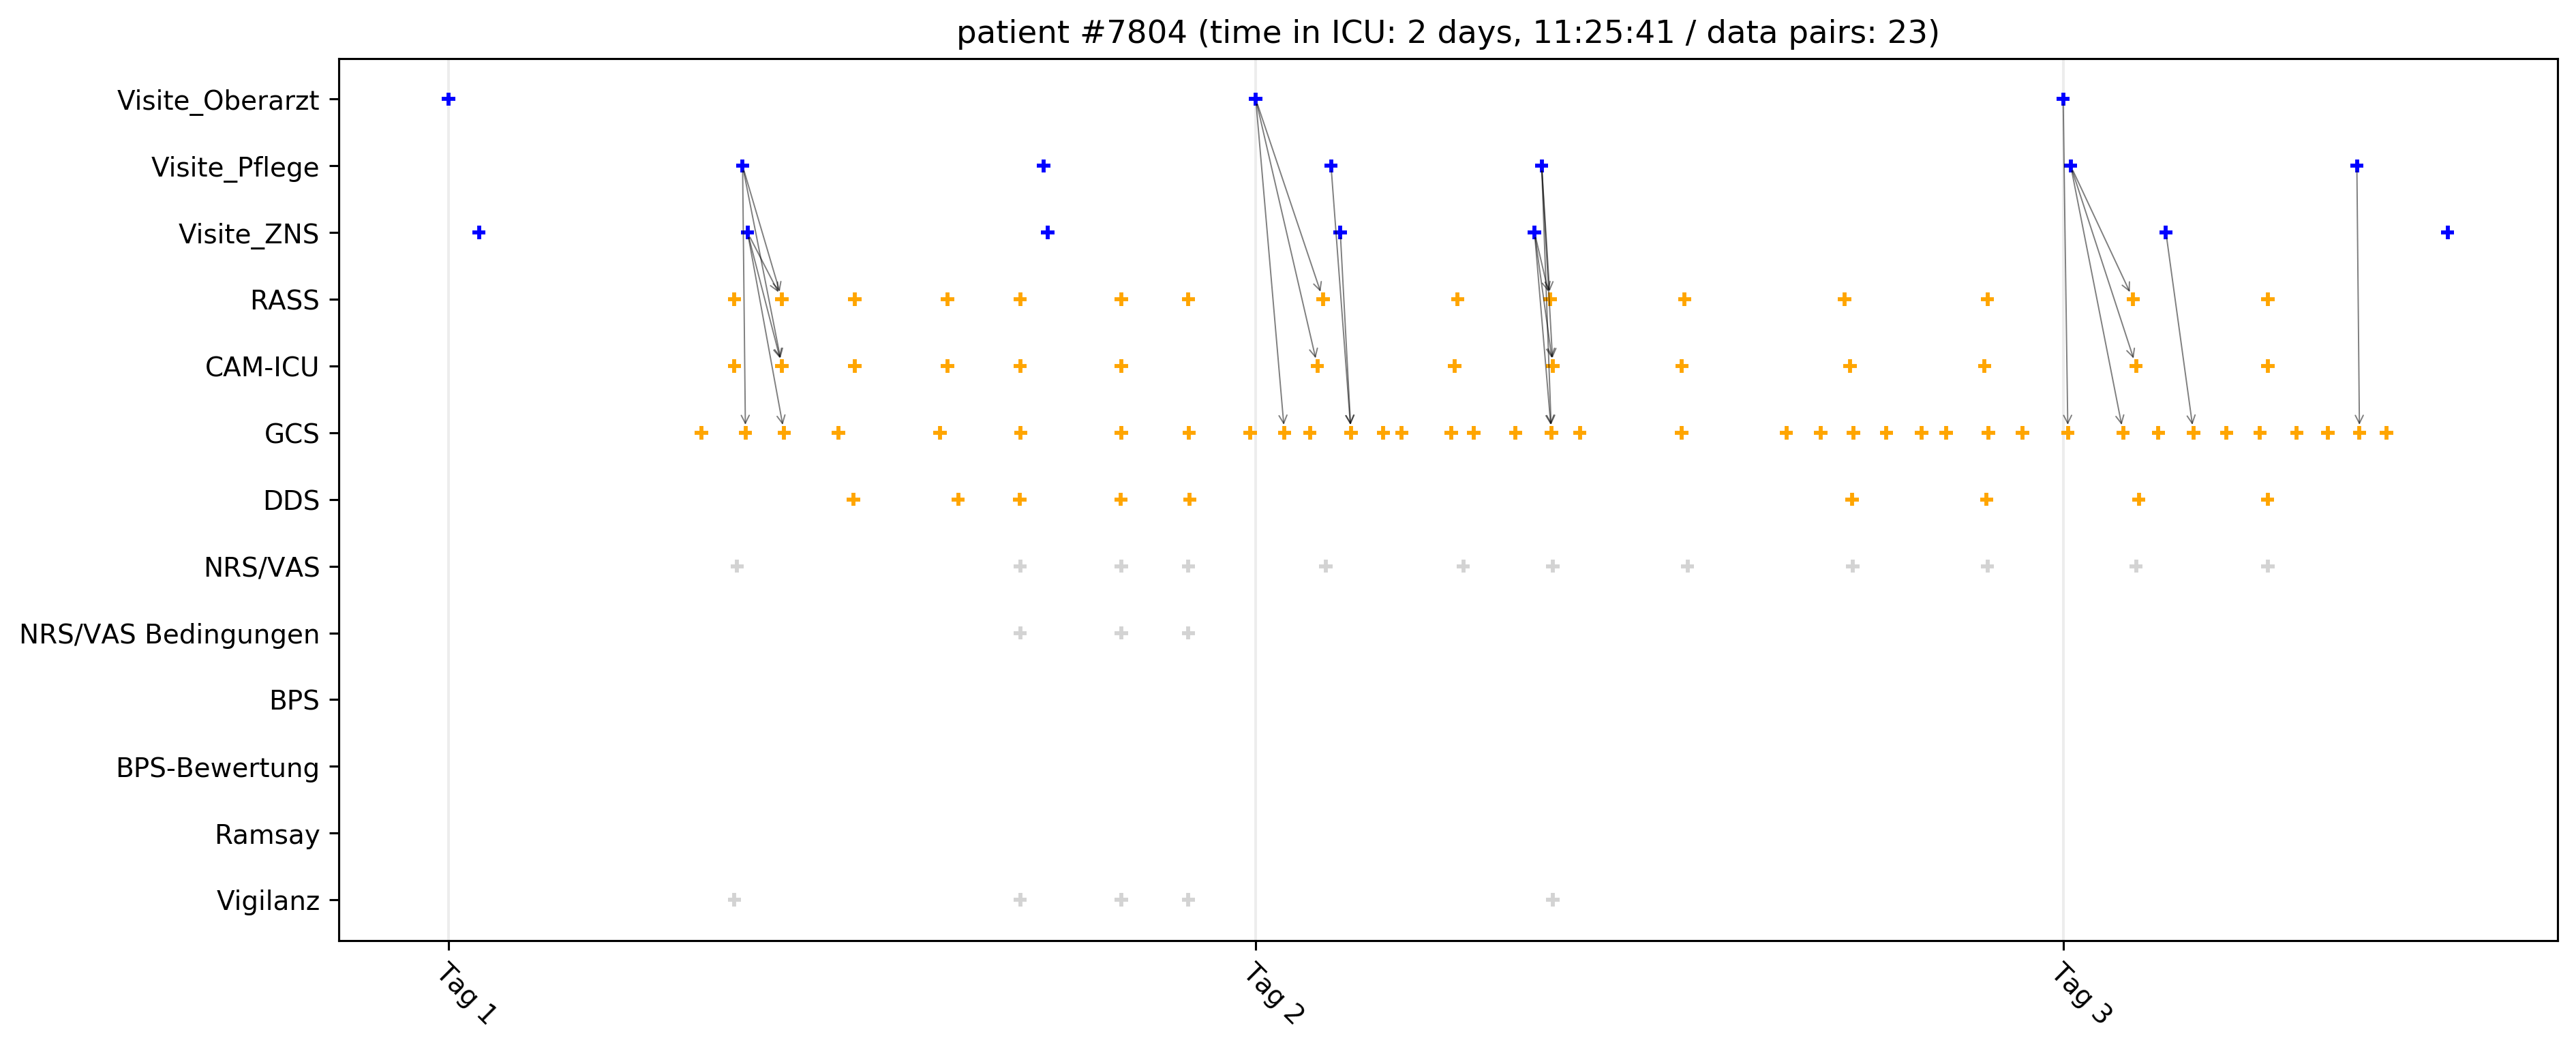 patient #7804 (time in ICU: 2 days, 11:25:41 / data pairs: 23)
Visite_Oberarzt
Visite_Pflege
Visite_ZNS
RASS
CAM-ICU
GCS
DDS
NRS/VAS
NRS/VAS Bedingungen
BPS
BPS-Bewertung
Ramsay
Vigilanz
Tag 1
Tag 2
Tag 3